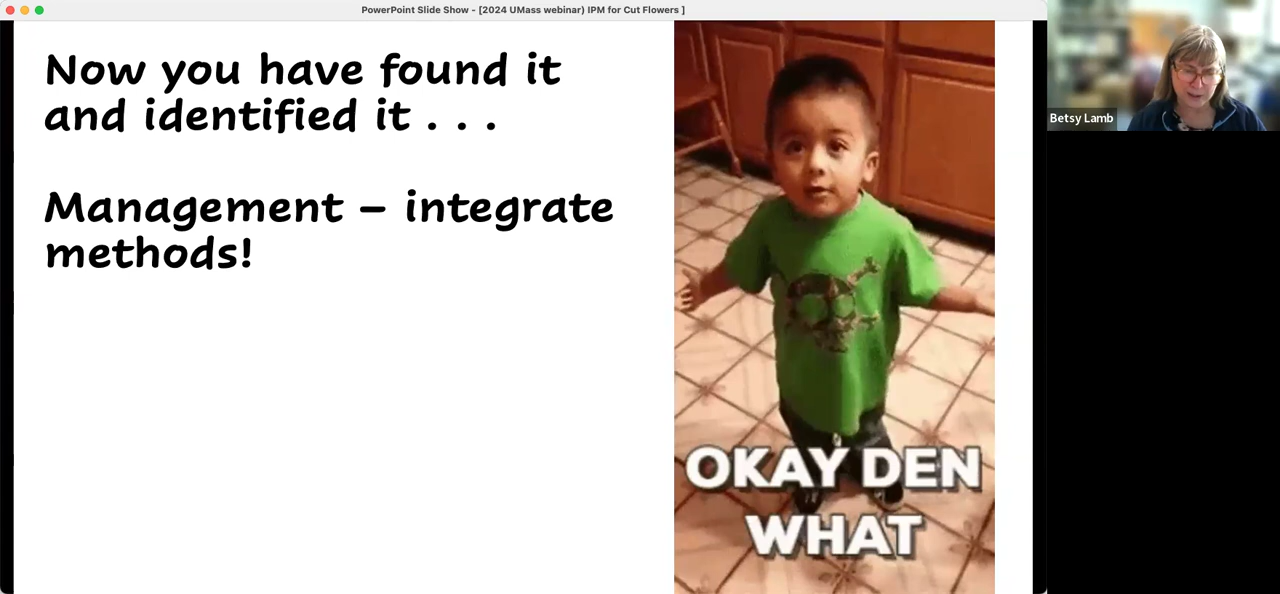 PowerPoint Slide Show - [2024 UMass webinar) IPM for Cut Flowers ]
Now you have found it
and identified it . . .
Management – integrate
methods!
OKAY DEN
WHAT
Betsy Lamb